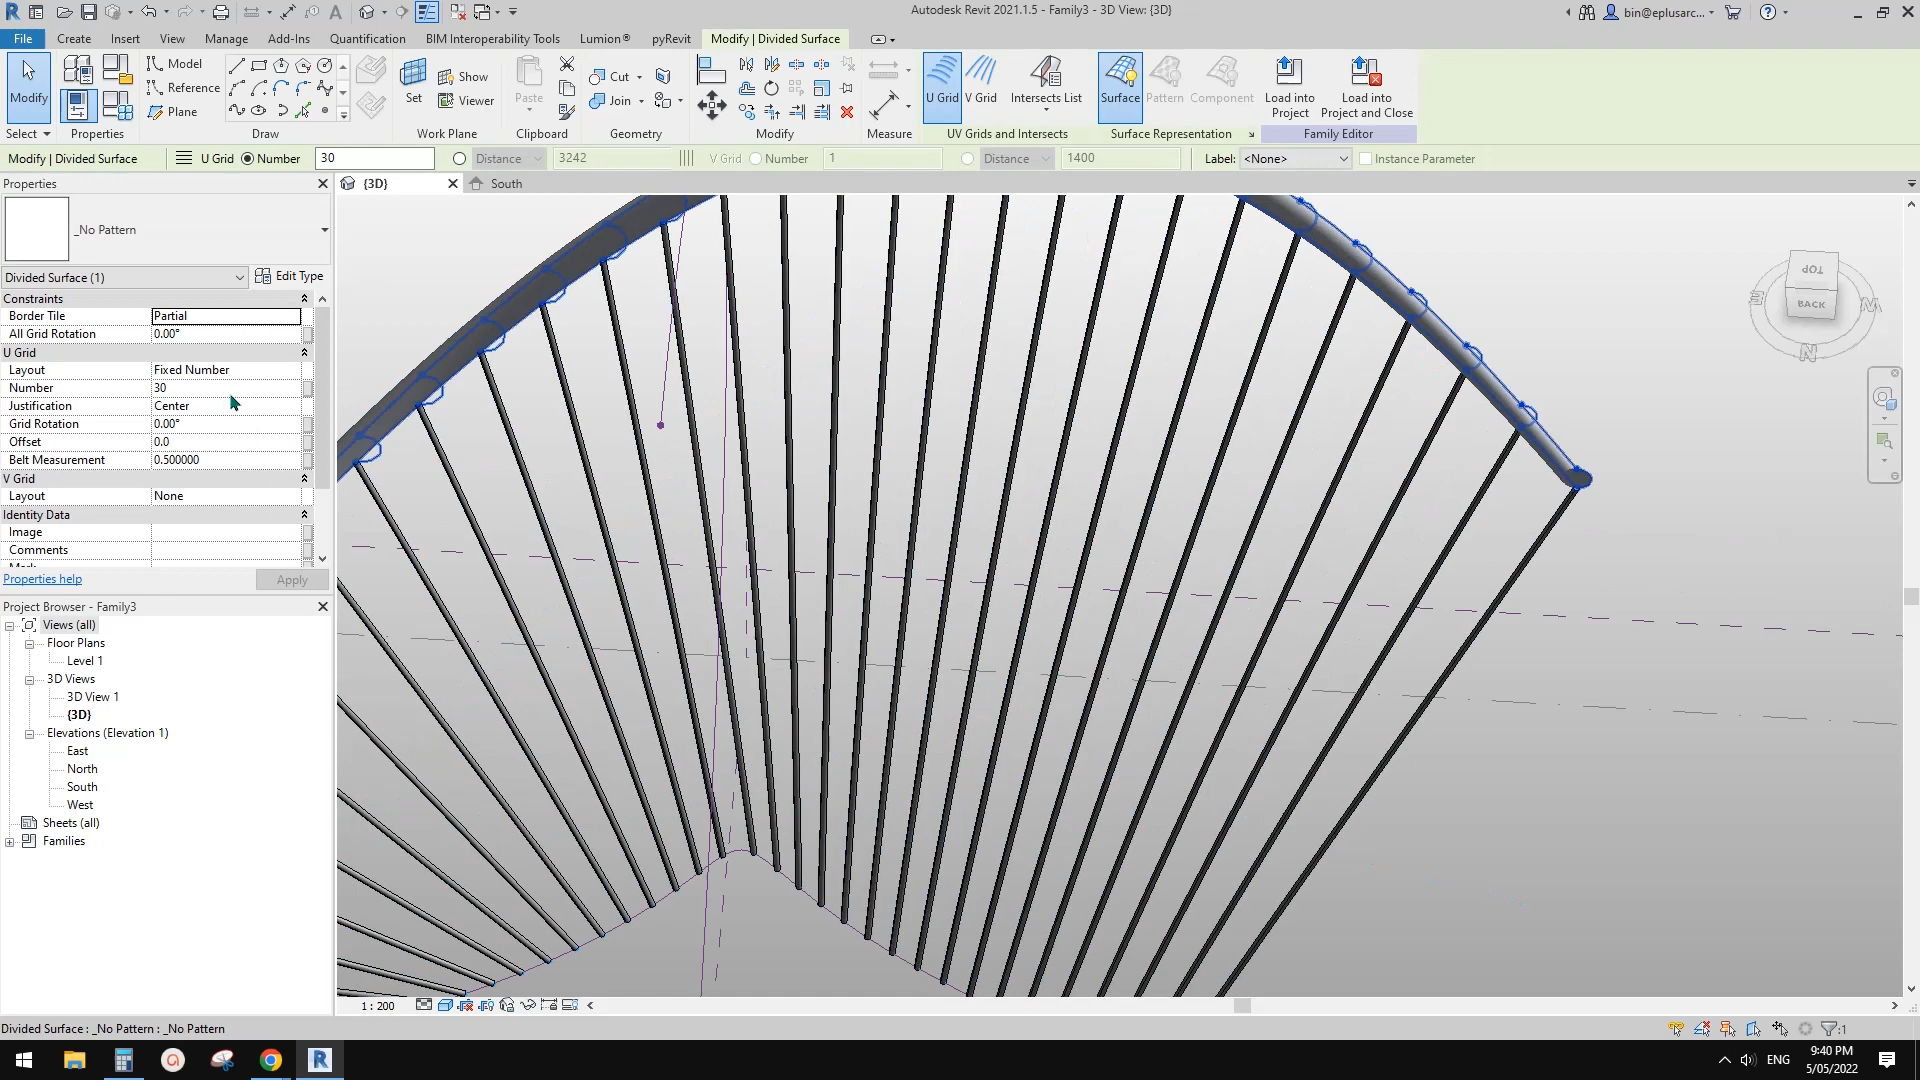 Autodesk Revit 2021.1.5 - Family3 - 3D View: {3D}
bin@eplusarc...
File Create Insert View Manage Add-Ins Quantification BIM Interoperability Tools Lumion® pyRevit Modify | Divided Surface
Modify
Model
Reference
Plane
Set
Show
Viewer
Paste
Cut
Join
U Grid
V Grid
Intersects List
Surface
Pattern
Component
Load into
Project
Load into
Project and Close
Select
Properties
Draw
Work Plane
Clipboard
Geometry
Modify
Measure
UV Grids and Intersects
Surface Representation
Family Editor
Modify | Divided Surface U Grid Number 30 Distance 3242 V Grid Number 1 Distance 1400 Label: <None> Instance Parameter
Properties
{3D}
South
_No Pattern
Divided Surface (1)
Edit Type
Constraints
Border Tile Partial
All Grid Rotation 0.00°
U Grid
Layout Fixed Number
Number 30
Justification Center
Grid Rotation 0.00°
Offset 0.0
Belt Measurement 0.500000
V Grid
Layout None
Identity Data
Image
Comments
Mark
Properties help
Apply
Project Browser - Family3
Views (all)
Floor Plans
Level 1
3D Views
3D View 1
{3D}
Elevations (Elevation 1)
East
North
South
West
Sheets (all)
Families
TOP
BACK
E
N
1 : 200
Divided Surface : _No Pattern : _No Pattern
:1
ENG
9:40 PM
5/05/2022